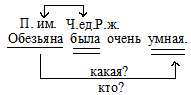 П. им. Ч.ед.Р.ж.
Обезьяна была очень умная.
какая?
кто?